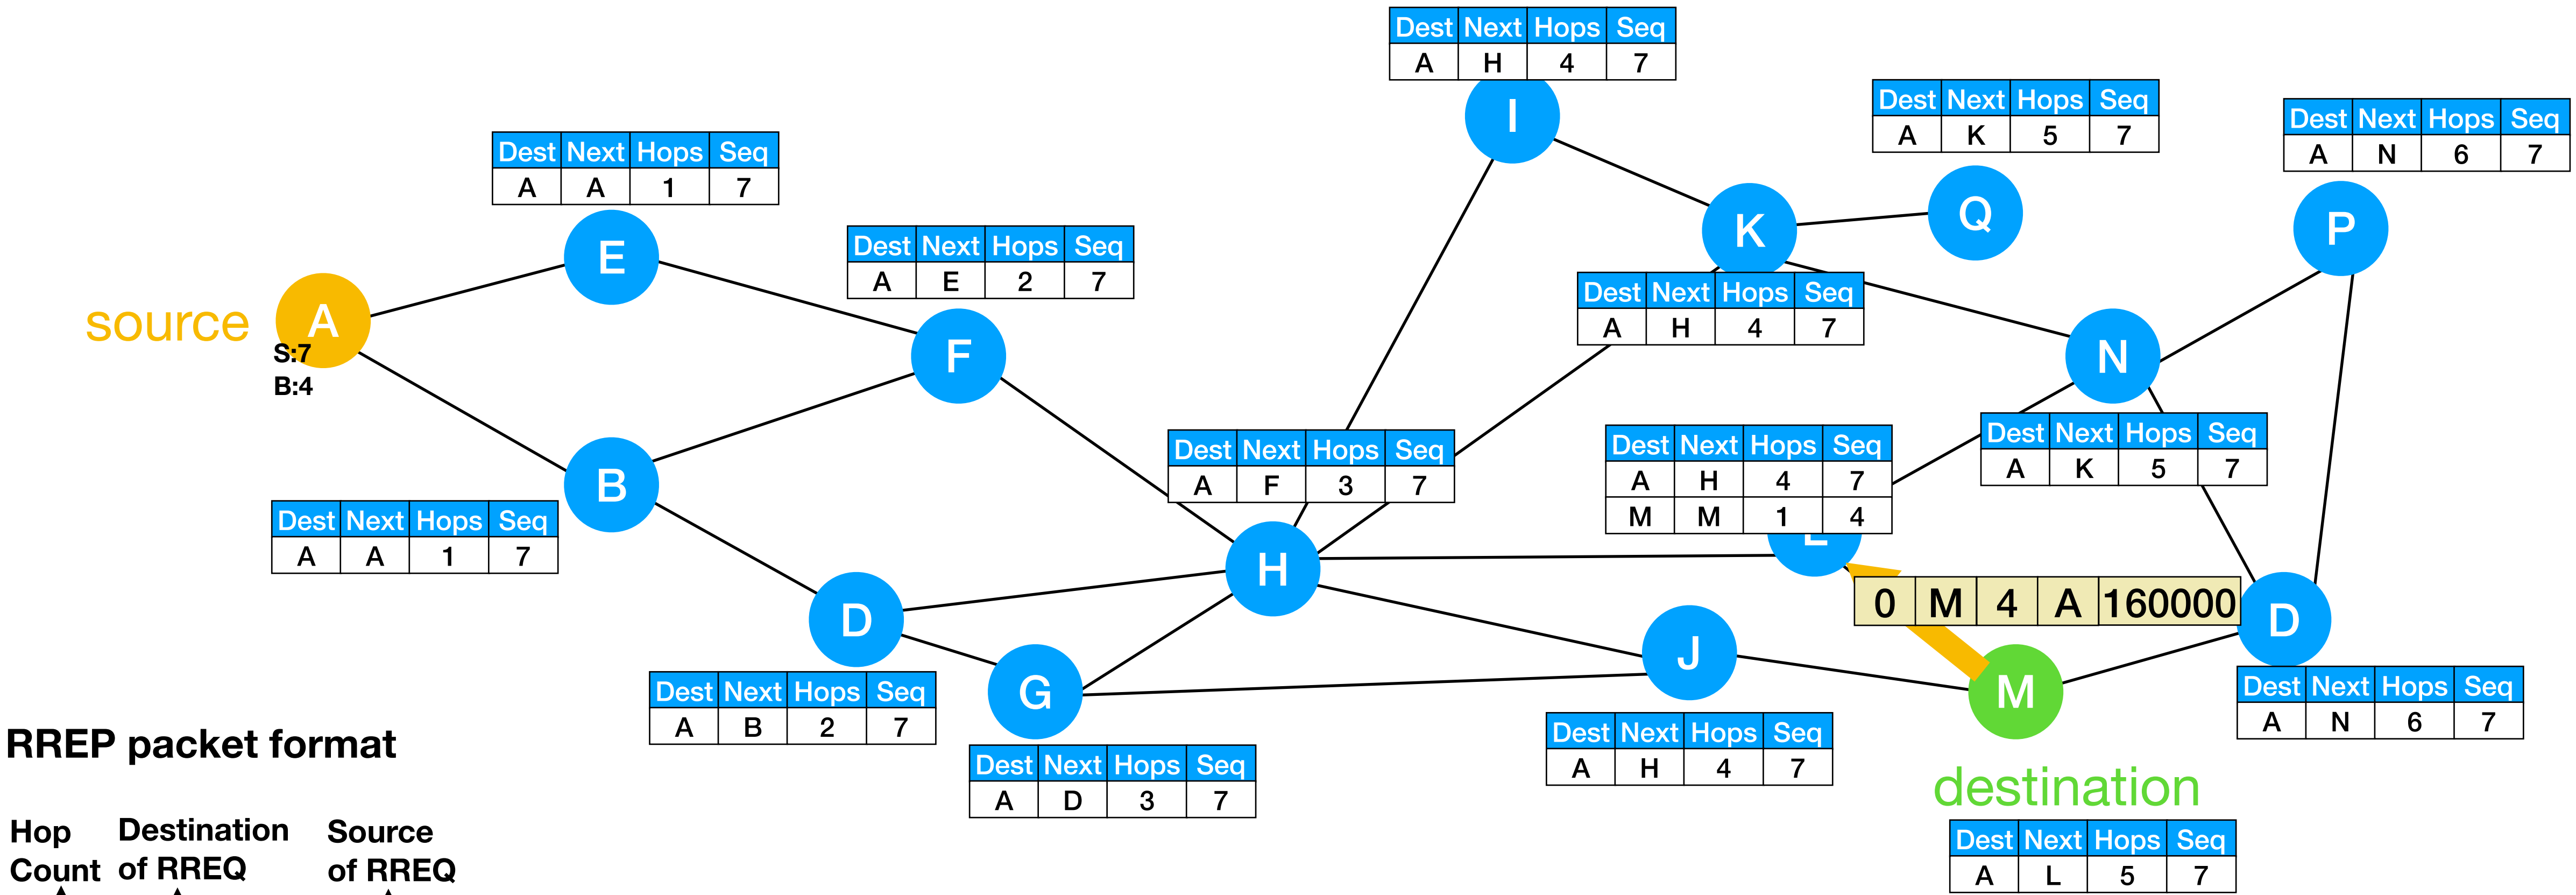 Dest Next Hops Seq
A H 4 7
I
Dest Next Hops Seq
A K 5 7
Dest Next Hops Seq
A N 6 7
Dest Next Hops Seq
A A 1 7
E
Dest Next Hops Seq
A E 2 7
K
Q
P
source
A
S:7
B:4
F
Dest Next Hops Seq
A H 4 7
N
B
Dest Next Hops Seq
A F 3 7
Dest Next Hops Seq
A H 4 7
M M 1 4
L
Dest Next Hops Seq
A K 5 7
Dest Next Hops Seq
A A 1 7
H
D
0 M 4 A 160000
D
G
J
M
Dest Next Hops Seq
A B 2 7
Dest Next Hops Seq
A N 6 7
Dest Next Hops Seq
A D 3 7
Dest Next Hops Seq
A H 4 7
destination
Dest Next Hops Seq
A L 5 7
RREP packet format
Hop Count
Destination of RREQ
Source of RREQ